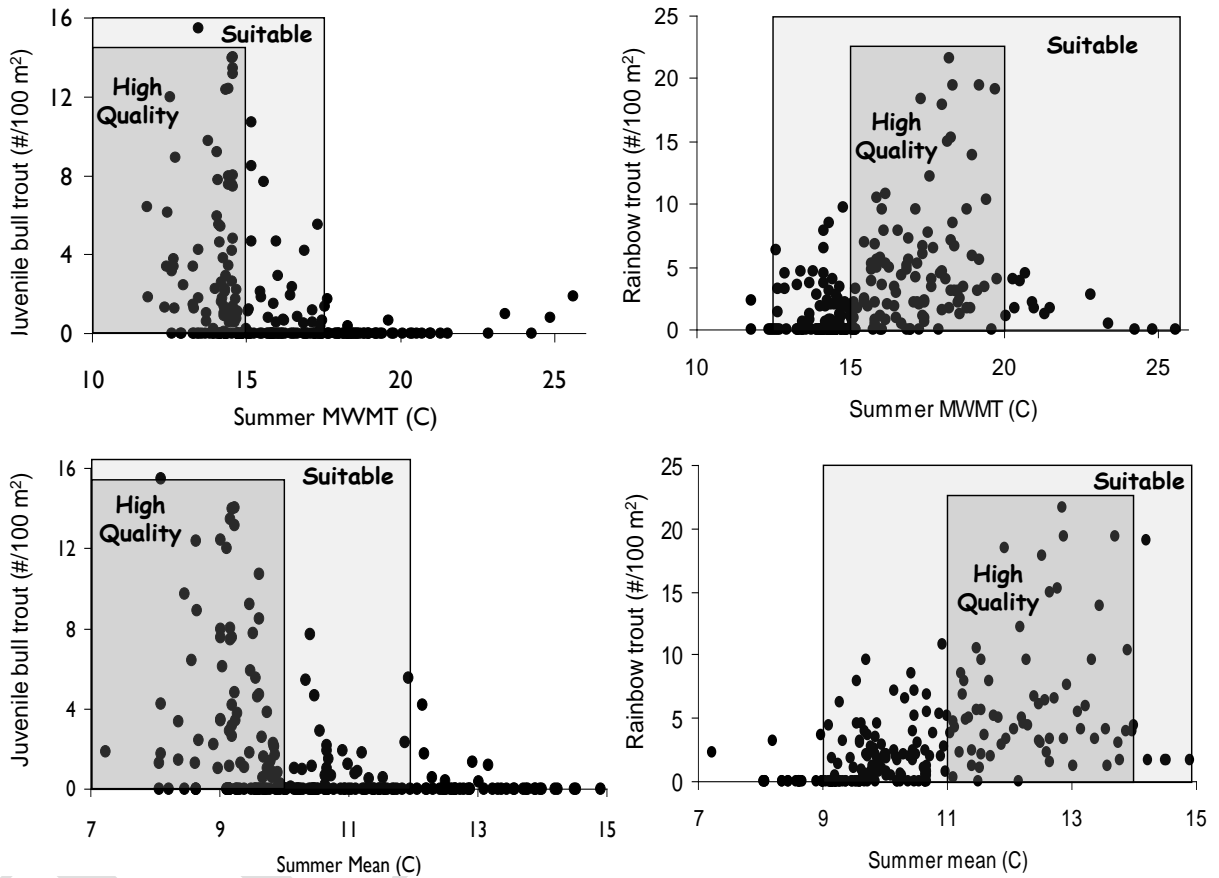 Juvenile bull trout (#/100 m²)
16
12
8
4
0
Suitable
High
Quality
10 15 20 25
Summer MWMT (C)
Rainbow trout (#/100 m²)
25
20
15
10
5
0
Suitable
High
Quality
10 15 20 25
Summer MWMT (C)
Juvenile bull trout (#/100 m²)
16
12
8
4
0
Suitable
High
Quality
7 9 11 13 15
Summer Mean (C)
Rainbow trout (#/100 m²)
25
20
15
10
5
0
Suitable
High
Quality
7 9 11 13 15
Summer mean (C)